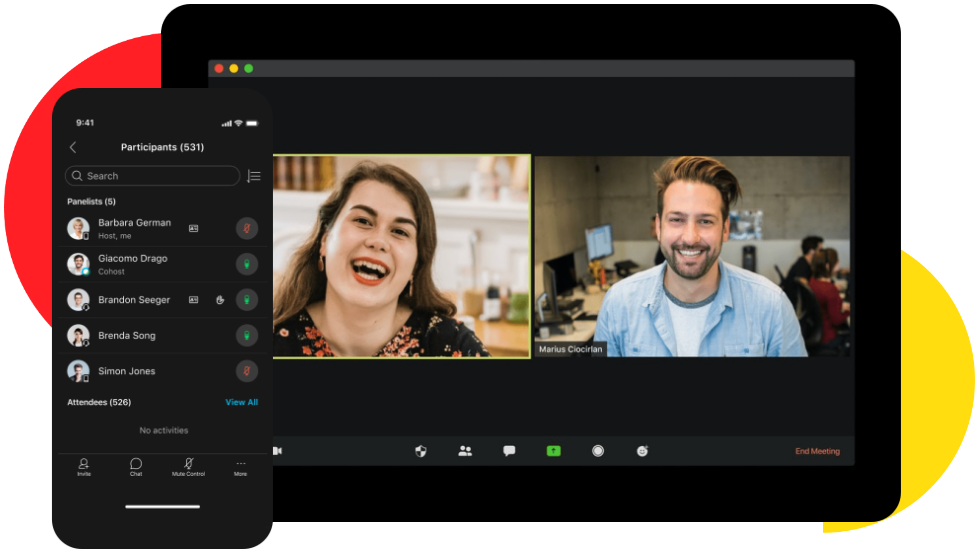 9:41
Participants (531)
Search
Panelists (5)
Barbara German
Host, me
Giacomo Drago
Cohost
Brandon Seeger
Brenda Song
Simon Jones
Attendees (526)
View All
No activities
Invite
Chat
Mute Control
More
Marius Ciocirlan
End Meeting